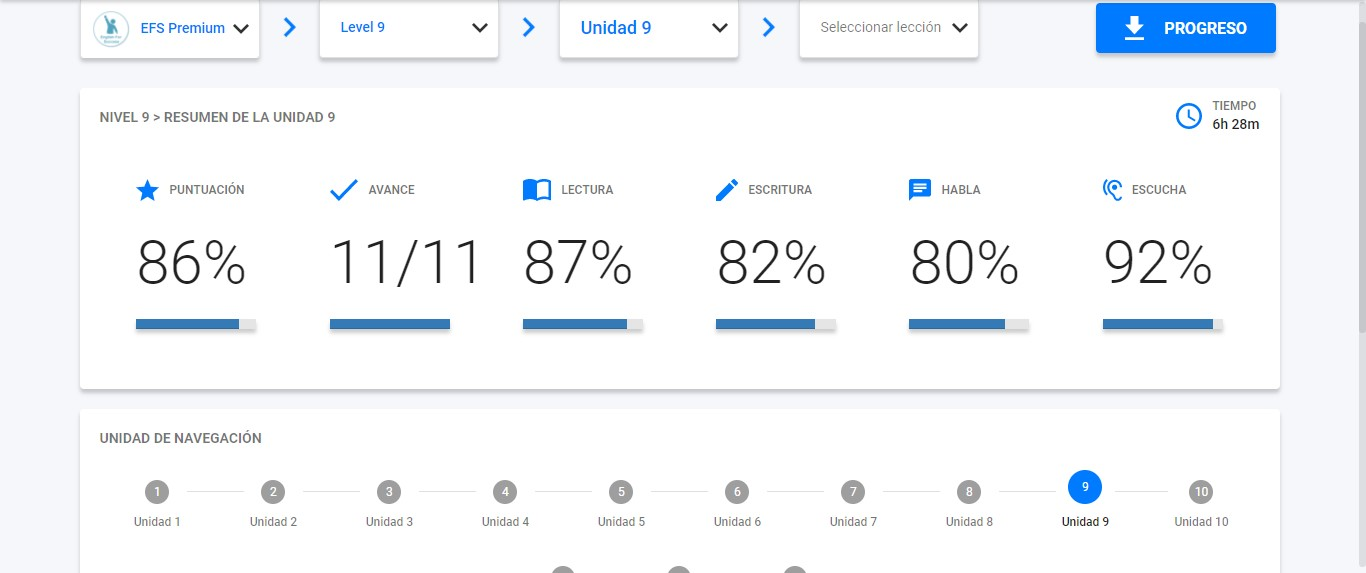 EFS Premium
Level 9
Unidad 9
Seleccionar lección
PROGRESO
NIVEL 9 > RESUMEN DE LA UNIDAD 9
TIEMPO
6h 28m
PUNTUACIÓN
AVANCE
LECTURA
ESCRITURA
HABLA
ESCUCHA
86%
11/11
87%
82%
80%
92%
UNIDAD DE NAVEGACIÓN
1
2
3
4
5
6
7
8
9
10
Unidad 1
Unidad 2
Unidad 3
Unidad 4
Unidad 5
Unidad 6
Unidad 7
Unidad 8
Unidad 9
Unidad 10